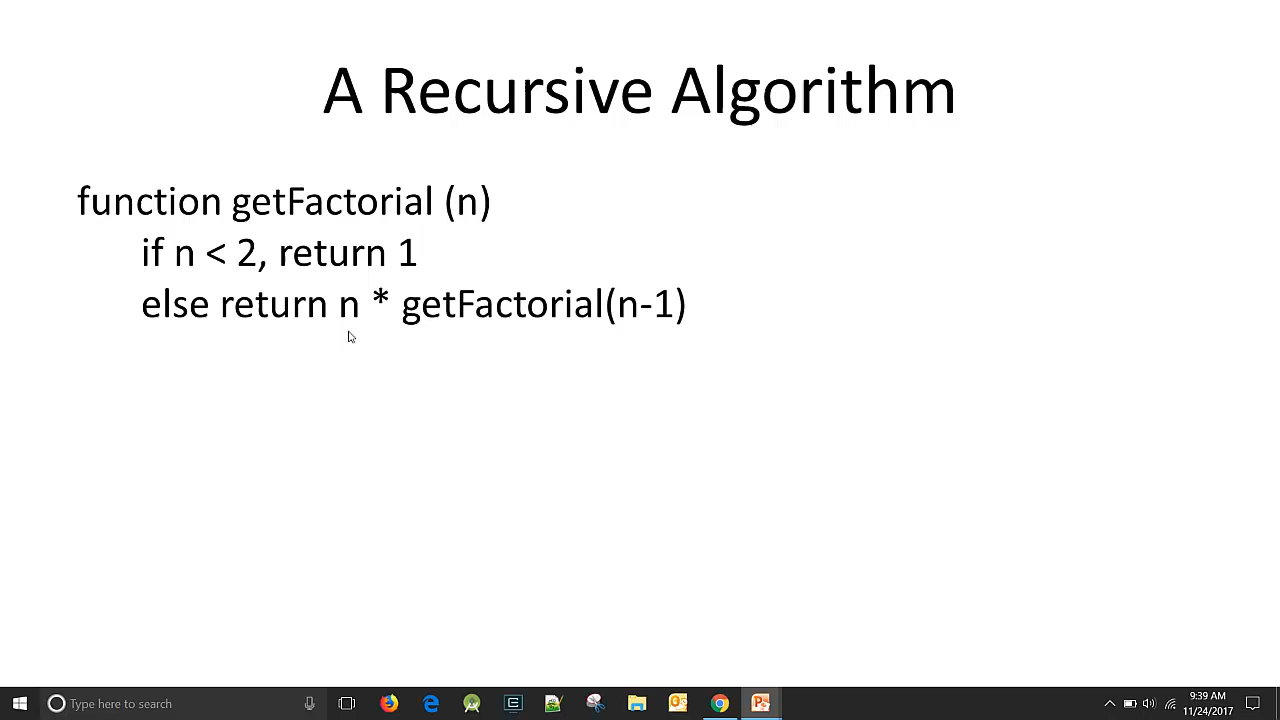 A Recursive Algorithm
function getFactorial (n)
if n < 2, return 1
else return n * getFactorial(n-1)
Type here to search
9:39 AM
11/24/2017